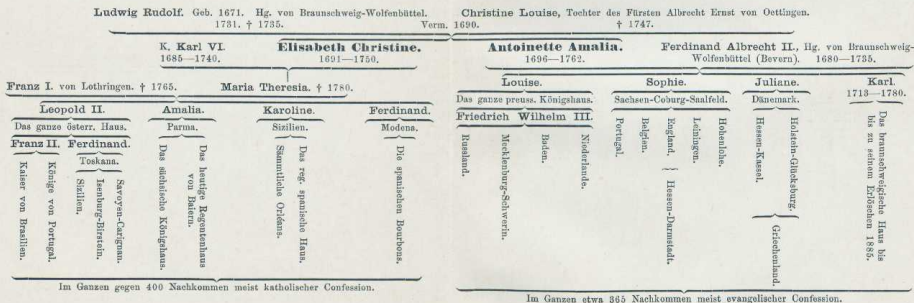 Ludwig Rudolf. Geb. 1671. Hg. von Braunschweig-Wolfenbüttel.
1731. † 1735.
Verm. 1690.
Christine Louise, Tochter des Fürsten Albrecht Ernst von Oettingen.
† 1747.
K. Karl VI.
1685—1740.
Elisabeth Christine.
1691—1750.
Antoinette Amalia.
1696—1762.
Ferdinand Albrecht II., Hg. von Braunschweig-
Wolfenbüttel (Bevern). 1680—1735.
Franz I. von Lothringen. † 1765.
Maria Theresia. † 1780.
Leopold II.
Das ganze österr. Haus.
Franz II.
Kaiser von Brasilien.
Könige von Portugal.
Ferdinand.
Toskana.
Sizilien.
Isenburg-Birstein.
Savoyen-Carignan.
Amalia.
Parma.
Das sächsische Königshaus.
Das heutige Regentenhaus
von Baiern.
Karoline.
Sizilien.
Sämmtliche Orléans.
Das reg. spanische Haus.
Ferdinand.
Modena.
Die spanischen Bourbons.
Im Ganzen gegen 400 Nachkommen meist katholischer Confession.
Louise.
Das ganze preuss. Königshaus.
Friedrich Wilhelm III.
Russland.
Mecklenburg-Schwerin.
Baden.
Niederlande.
Sophie.
Sachsen-Coburg-Saalfeld.
Portugal.
Belgien.
England.
Leiningen.
Hohenlohe.
Hessen-Darmstadt.
Juliane.
Dänemark.
Hessen-Kassel.
Holstein-Glücksburg.
Griechenland.
Karl.
1713—1780.
Das braunschweigische Haus bis
bis zu seinem Erlöschen 1885.
Im Ganzen etwa 365 Nachkommen meist evangelischer Confession.